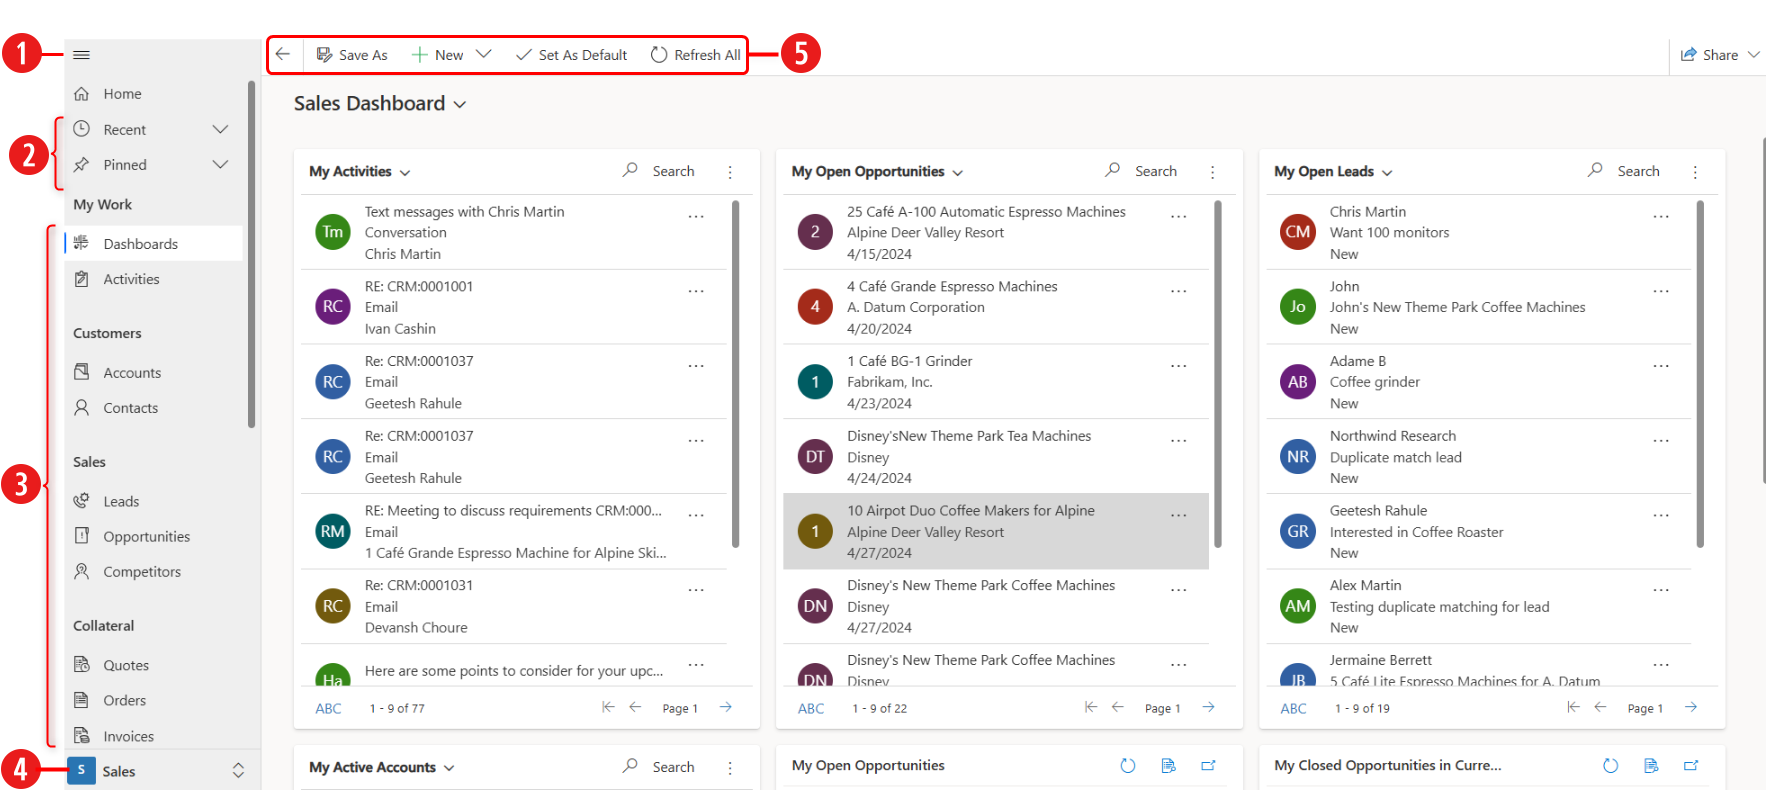 1
Save As
New
Set As Default
Refresh All
5
Share
Home
Recent
2
Pinned
My Work
Dashboards
Activities
Customers
Accounts
Contacts
3
Sales
Leads
Opportunities
Competitors
Collateral
Quotes
Orders
Invoices
4
S
Sales
Sales Dashboard
My Activities
Search
Tm
Text messages with Chris Martin
Conversation
Chris Martin
RC
RE: CRM:0001001
Email
Ivan Cashin
RC
Re: CRM:0001037
Email
Geetesh Rahule
RC
Re: CRM:0001037
Email
Geetesh Rahule
RM
RE: Meeting to discuss requirements CRM:000...
Email
1 Café Grande Espresso Machine for Alpine Ski...
RC
Re: CRM:0001031
Email
Devansh Choure
Ha
Here are some points to consider for your upc...
ABC
1 - 9 of 77
Page 1
My Open Opportunities
Search
2
25 Café A-100 Automatic Espresso Machines
Alpine Deer Valley Resort
4/15/2024
4
4 Café Grande Espresso Machines
A. Datum Corporation
4/20/2024
1
1 Café BG-1 Grinder
Fabrikam, Inc.
4/23/2024
DT
Disney'sNew Theme Park Tea Machines
Disney
4/24/2024
1
10 Airpot Duo Coffee Makers for Alpine
Alpine Deer Valley Resort
4/27/2024
DN
Disney's New Theme Park Coffee Machines
Disney
4/27/2024
DN
Disney's New Theme Park Coffee Machines
Disney
ABC
1 - 9 of 22
Page 1
My Open Leads
Search
CM
Chris Martin
Want 100 monitors
New
Jo
John
John's New Theme Park Coffee Machines
New
AB
Adame B
Coffee grinder
New
NR
Northwind Research
Duplicate match lead
New
GR
Geetesh Rahule
Interested in Coffee Roaster
New
AM
Alex Martin
Testing duplicate matching for lead
New
JB
Jermaine Berrett
5 Café Lite Espresso Machines for A. Datum
ABC
1 - 9 of 19
Page 1
My Active Accounts
Search
My Open Opportunities
My Closed Opportunities in Curre...